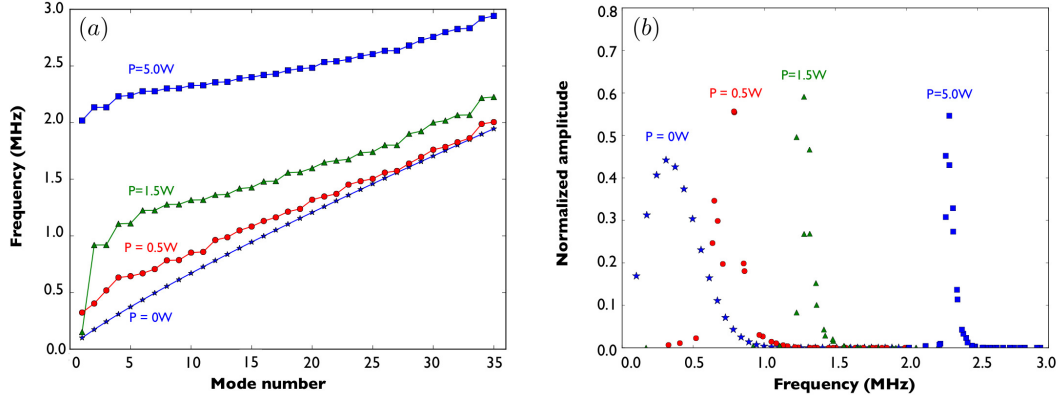 (a)
3.0
2.5
2.0
1.5
1.0
0.5
0.0
Frequency (MHz)
P=5.0W
P=1.5W
P = 0.5W
P = 0W
0 5 10 15 20 25 30 35
Mode number
(b)
0.8
0.7
0.6
0.5
0.4
0.3
0.2
0.1
0.0
Normalized amplitude
P=1.5W
P = 0.5W
P=5.0W
P = 0W
0.0 0.5 1.0 1.5 2.0 2.5 3.0
Frequency (MHz)